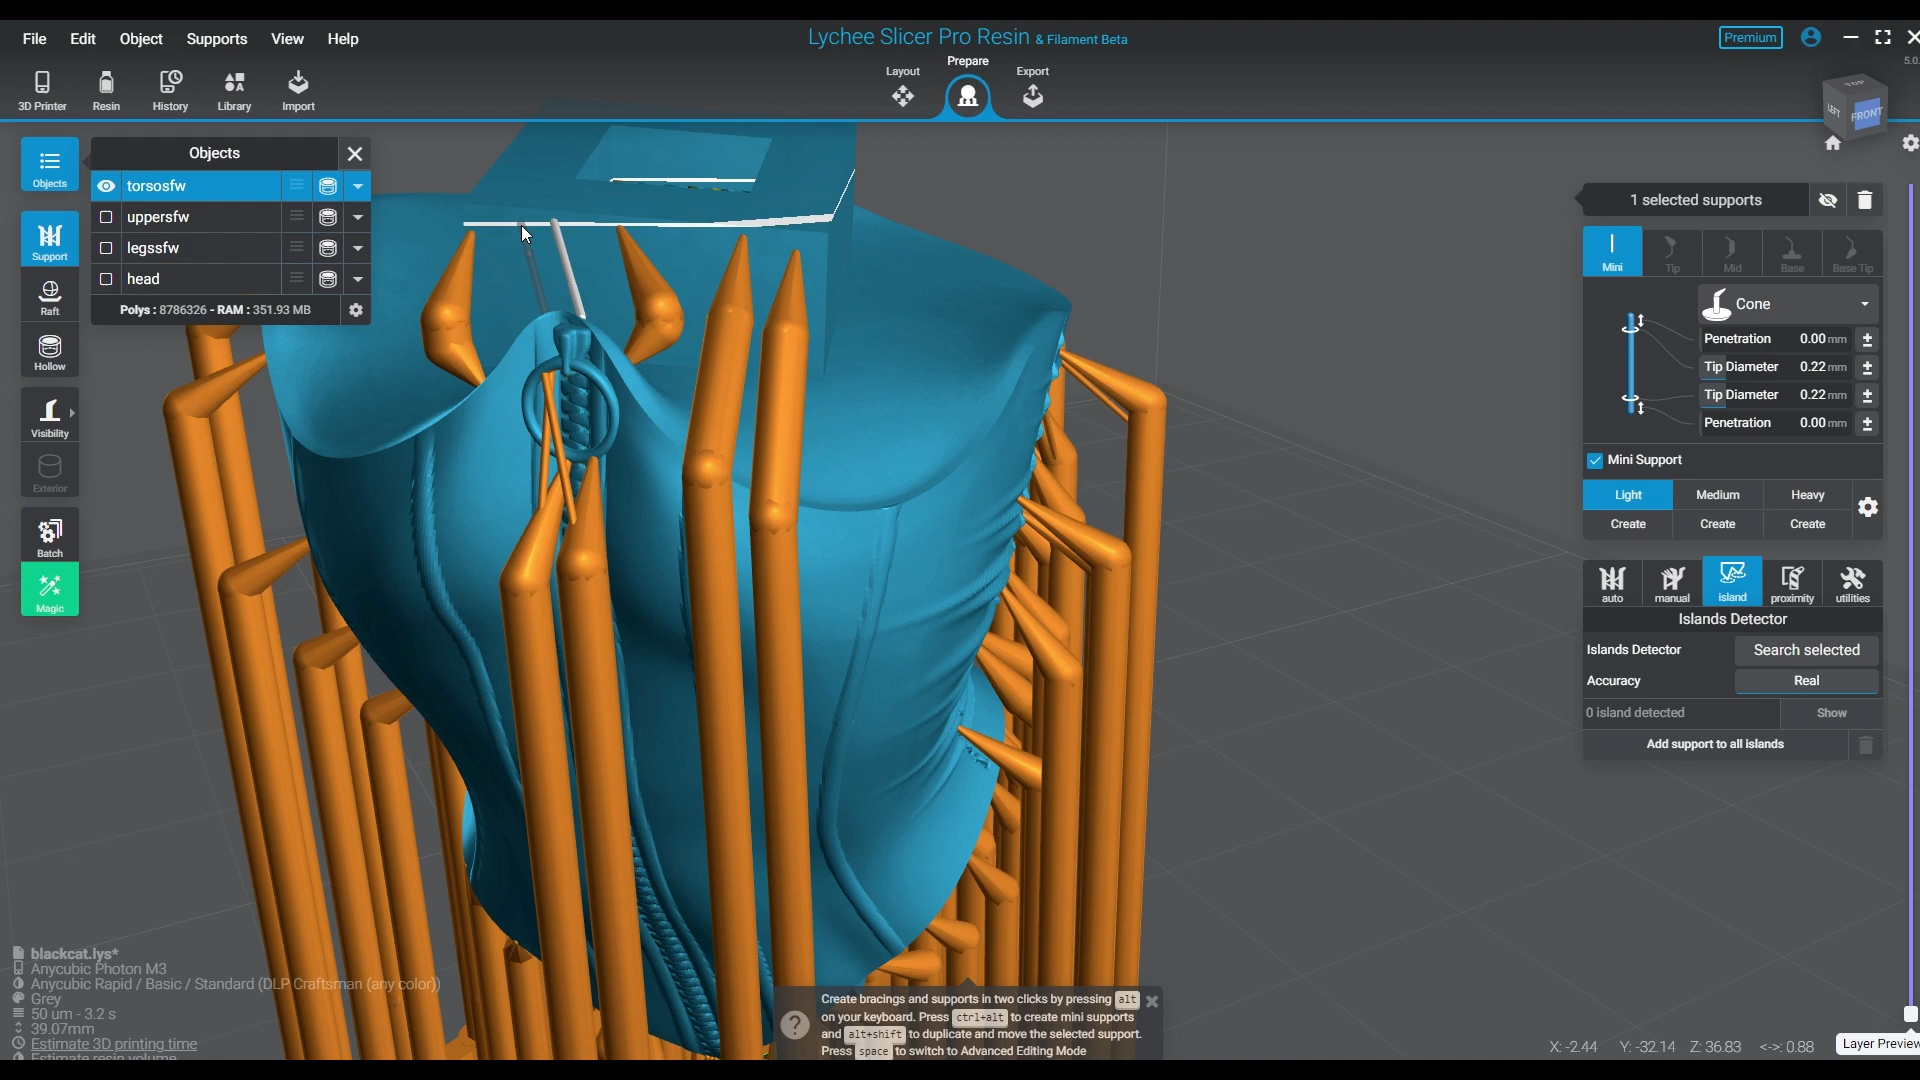 File Edit Object Supports View Help
Lychee Slicer Pro Resin & Filament Beta
Premium
5.0.
3D Printer Resin History Library Import
Layout Prepare Export
TOP
LEFT FRONT
Objects
Objects
torsosfw
uppersfw
legssfw
head
Polys : 8786326 - RAM : 351.93 MB
Support
Raft
Hollow
Visibility
Exterior
Batch
Magic
1 selected supports
Mini Tip Mid Base Base Tip
Cone
Penetration 0.00 mm
Tip Diameter 0.22 mm
Tip Diameter 0.22 mm
Penetration 0.00 mm
Mini Support
Light Medium Heavy
Create Create Create
auto manual island proximity utilities
Islands Detector
Islands Detector Search selected
Accuracy Real
0 island detected Show
Add support to all islands
blackcat.lys*
Anycubic Photon M3
Anycubic Rapid / Basic / Standard (DLP Craftsman (any color))
Grey
50 um - 3.2 s
39.07mm
Estimate 3D printing time
Estimate resin volume
Create bracings and supports in two clicks by pressing alt
on your keyboard. Press ctrl+alt to create mini supports
and alt+shift to duplicate and move the selected support.
Press space to switch to Advanced Editing Mode
X: -2.44 Y: -32.14 Z: 36.83 <->: 0.88
Layer Preview